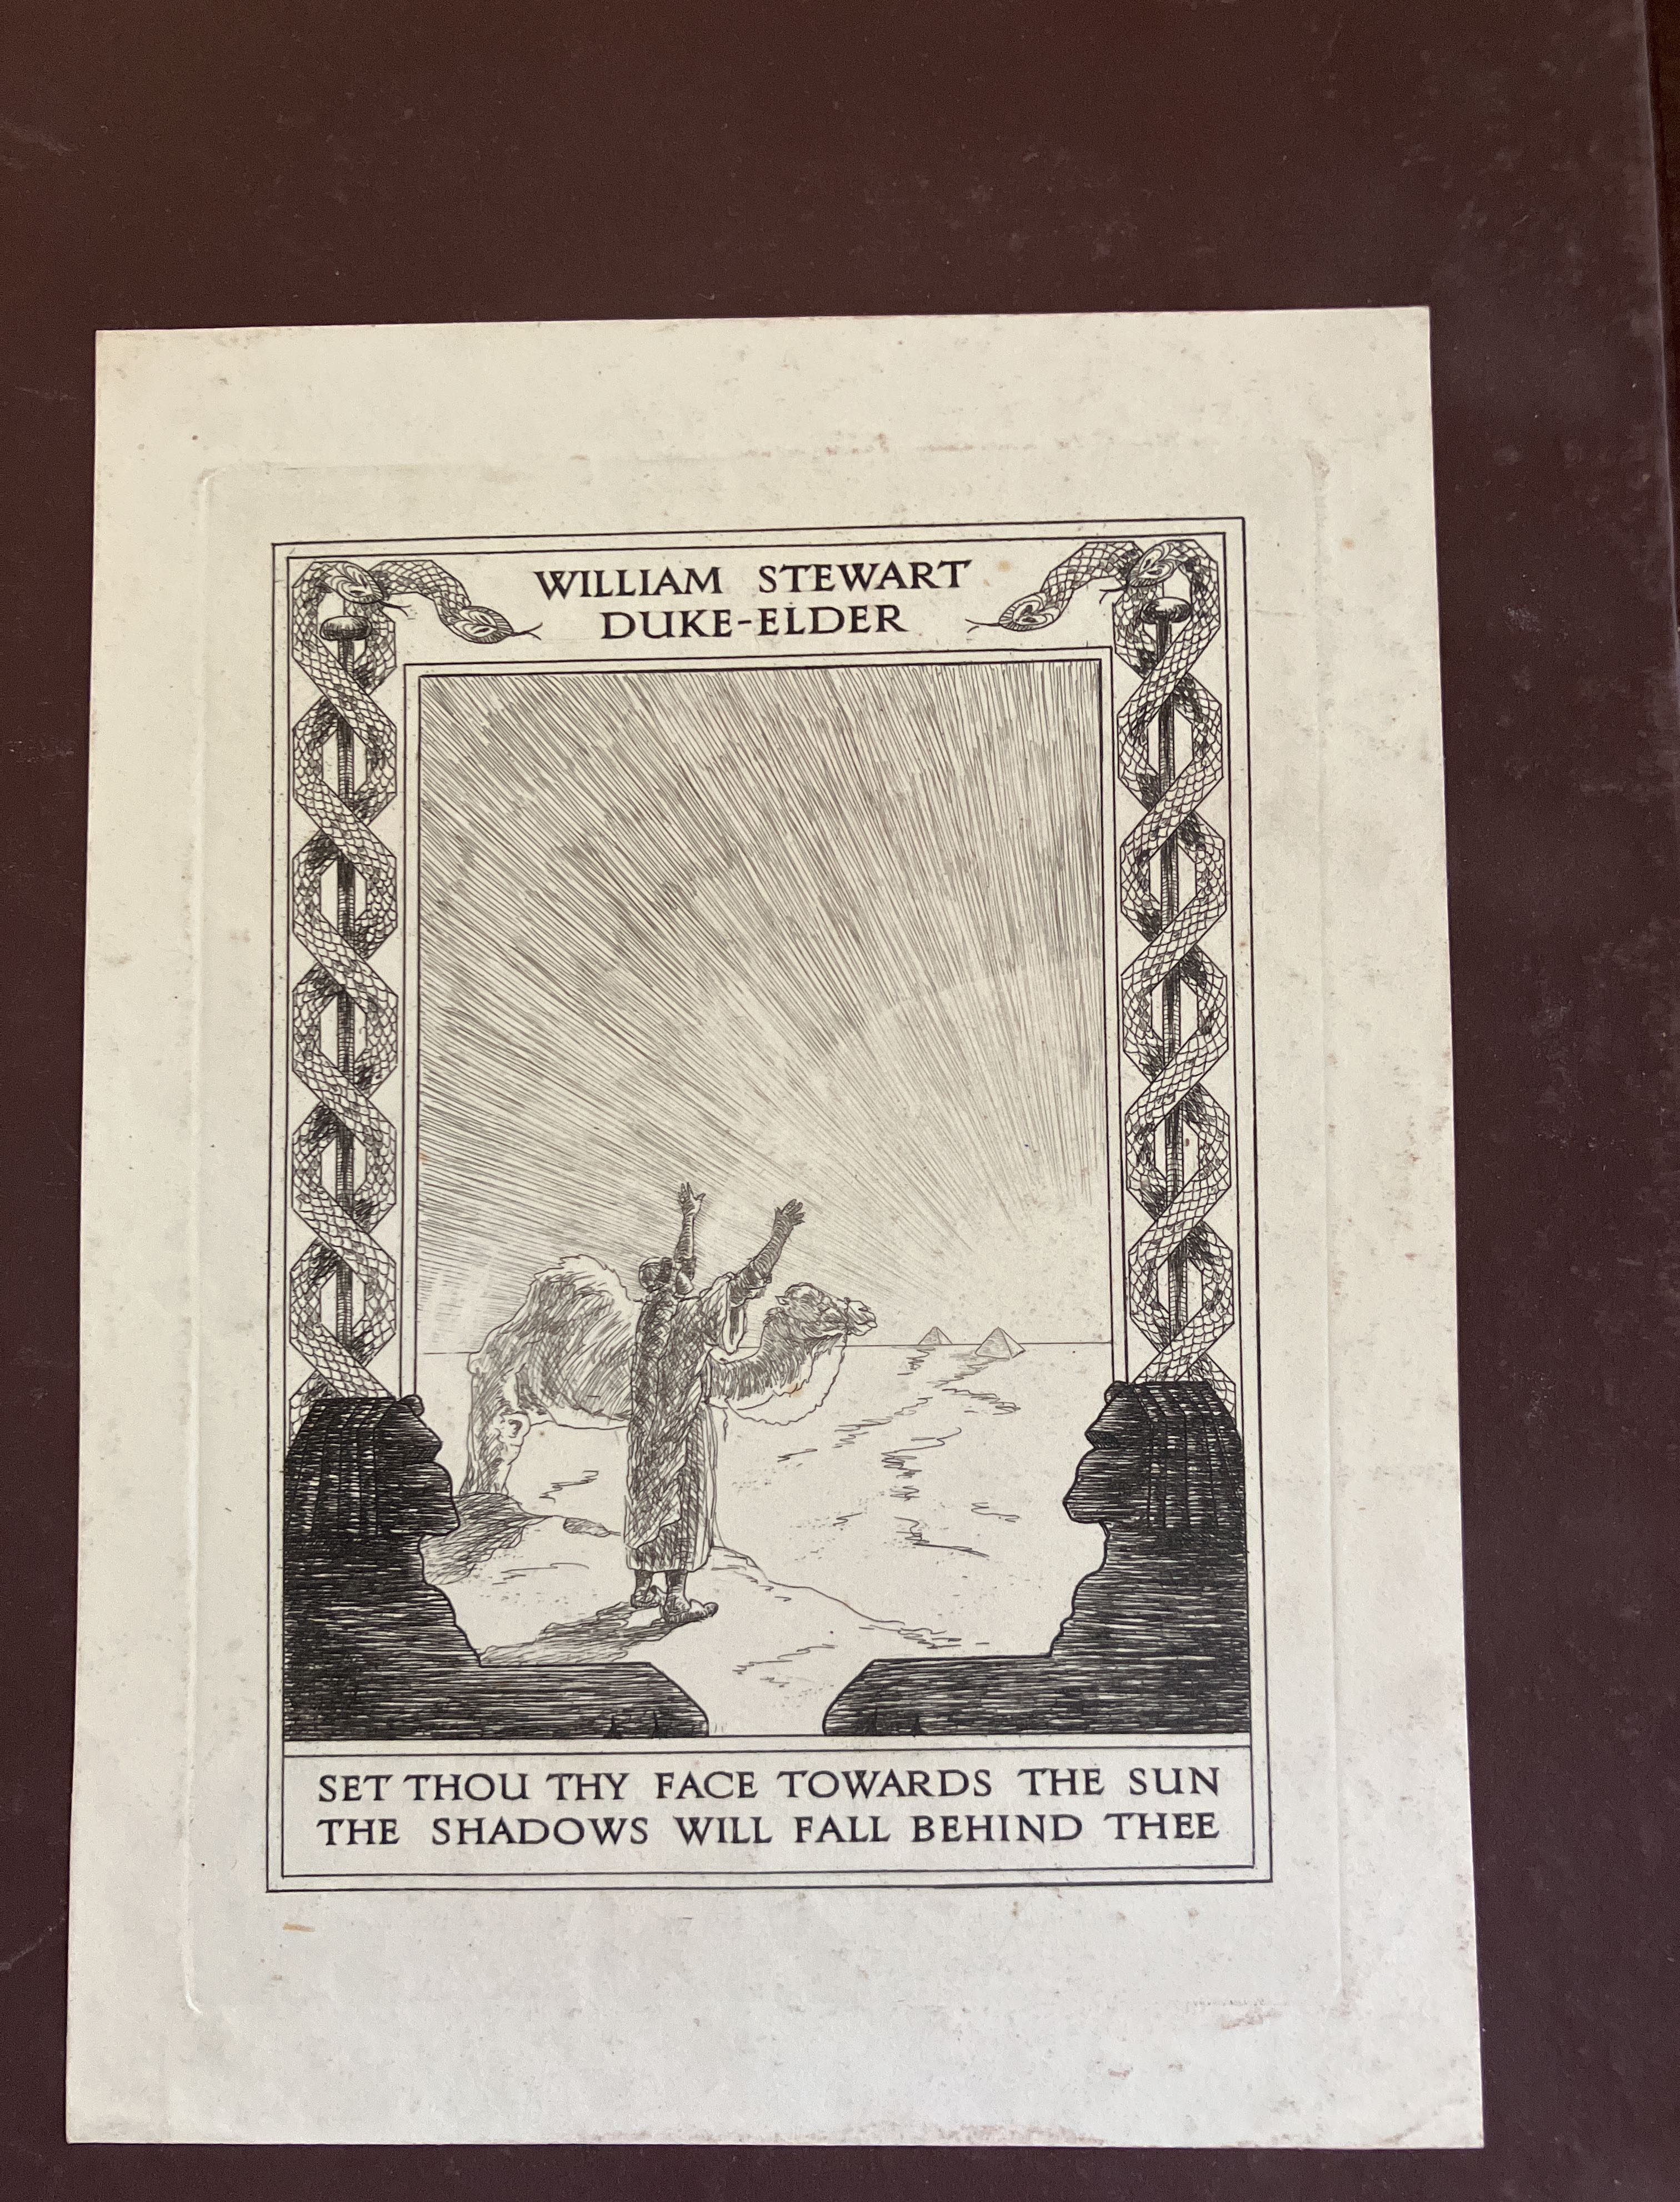 WILLIAM STEWART
DUKE-ELDER
SET THOU THY FACE TOWARDS THE SUN
THE SHADOWS WILL FALL BEHIND THEE